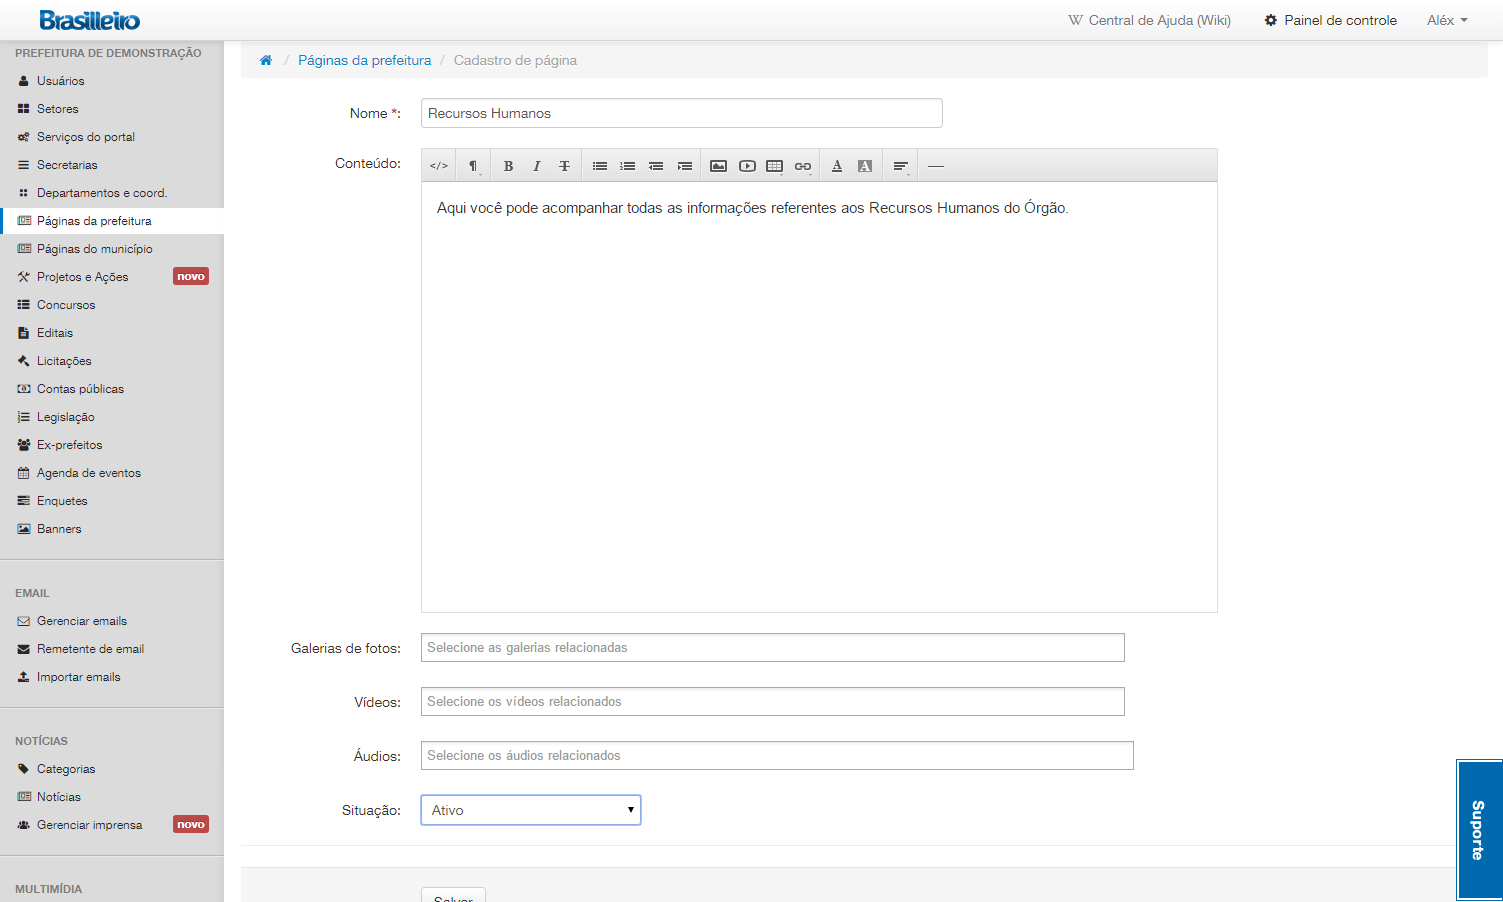 Brasilleiro
Central de Ajuda (Wiki) Painel de controle Aléx
PREFEITURA DE DEMONSTRAÇÃO
Usuários
Setores
Serviços do portal
Secretarias
Departamentos e coord.
Páginas da prefeitura
Páginas do município
Projetos e Ações novo
Concursos
Editais
Licitações
Contas públicas
Legislação
Ex-prefeitos
Agenda de eventos
Enquetes
Banners
EMAIL
Gerenciar emails
Remetente de email
Importar emails
NOTÍCIAS
Categorias
Notícias
Gerenciar imprensa novo
MULTIMÍDIA
/ Páginas da prefeitura / Cadastro de página
Nome *: Recursos Humanos
Conteúdo:
Aqui você pode acompanhar todas as informações referentes aos Recursos Humanos do Órgão.
Galerias de fotos: Selecione as galerias relacionadas
Vídeos: Selecione os vídeos relacionados
Áudios: Selecione os áudios relacionados
Situação: Ativo
Salvar
Suporte